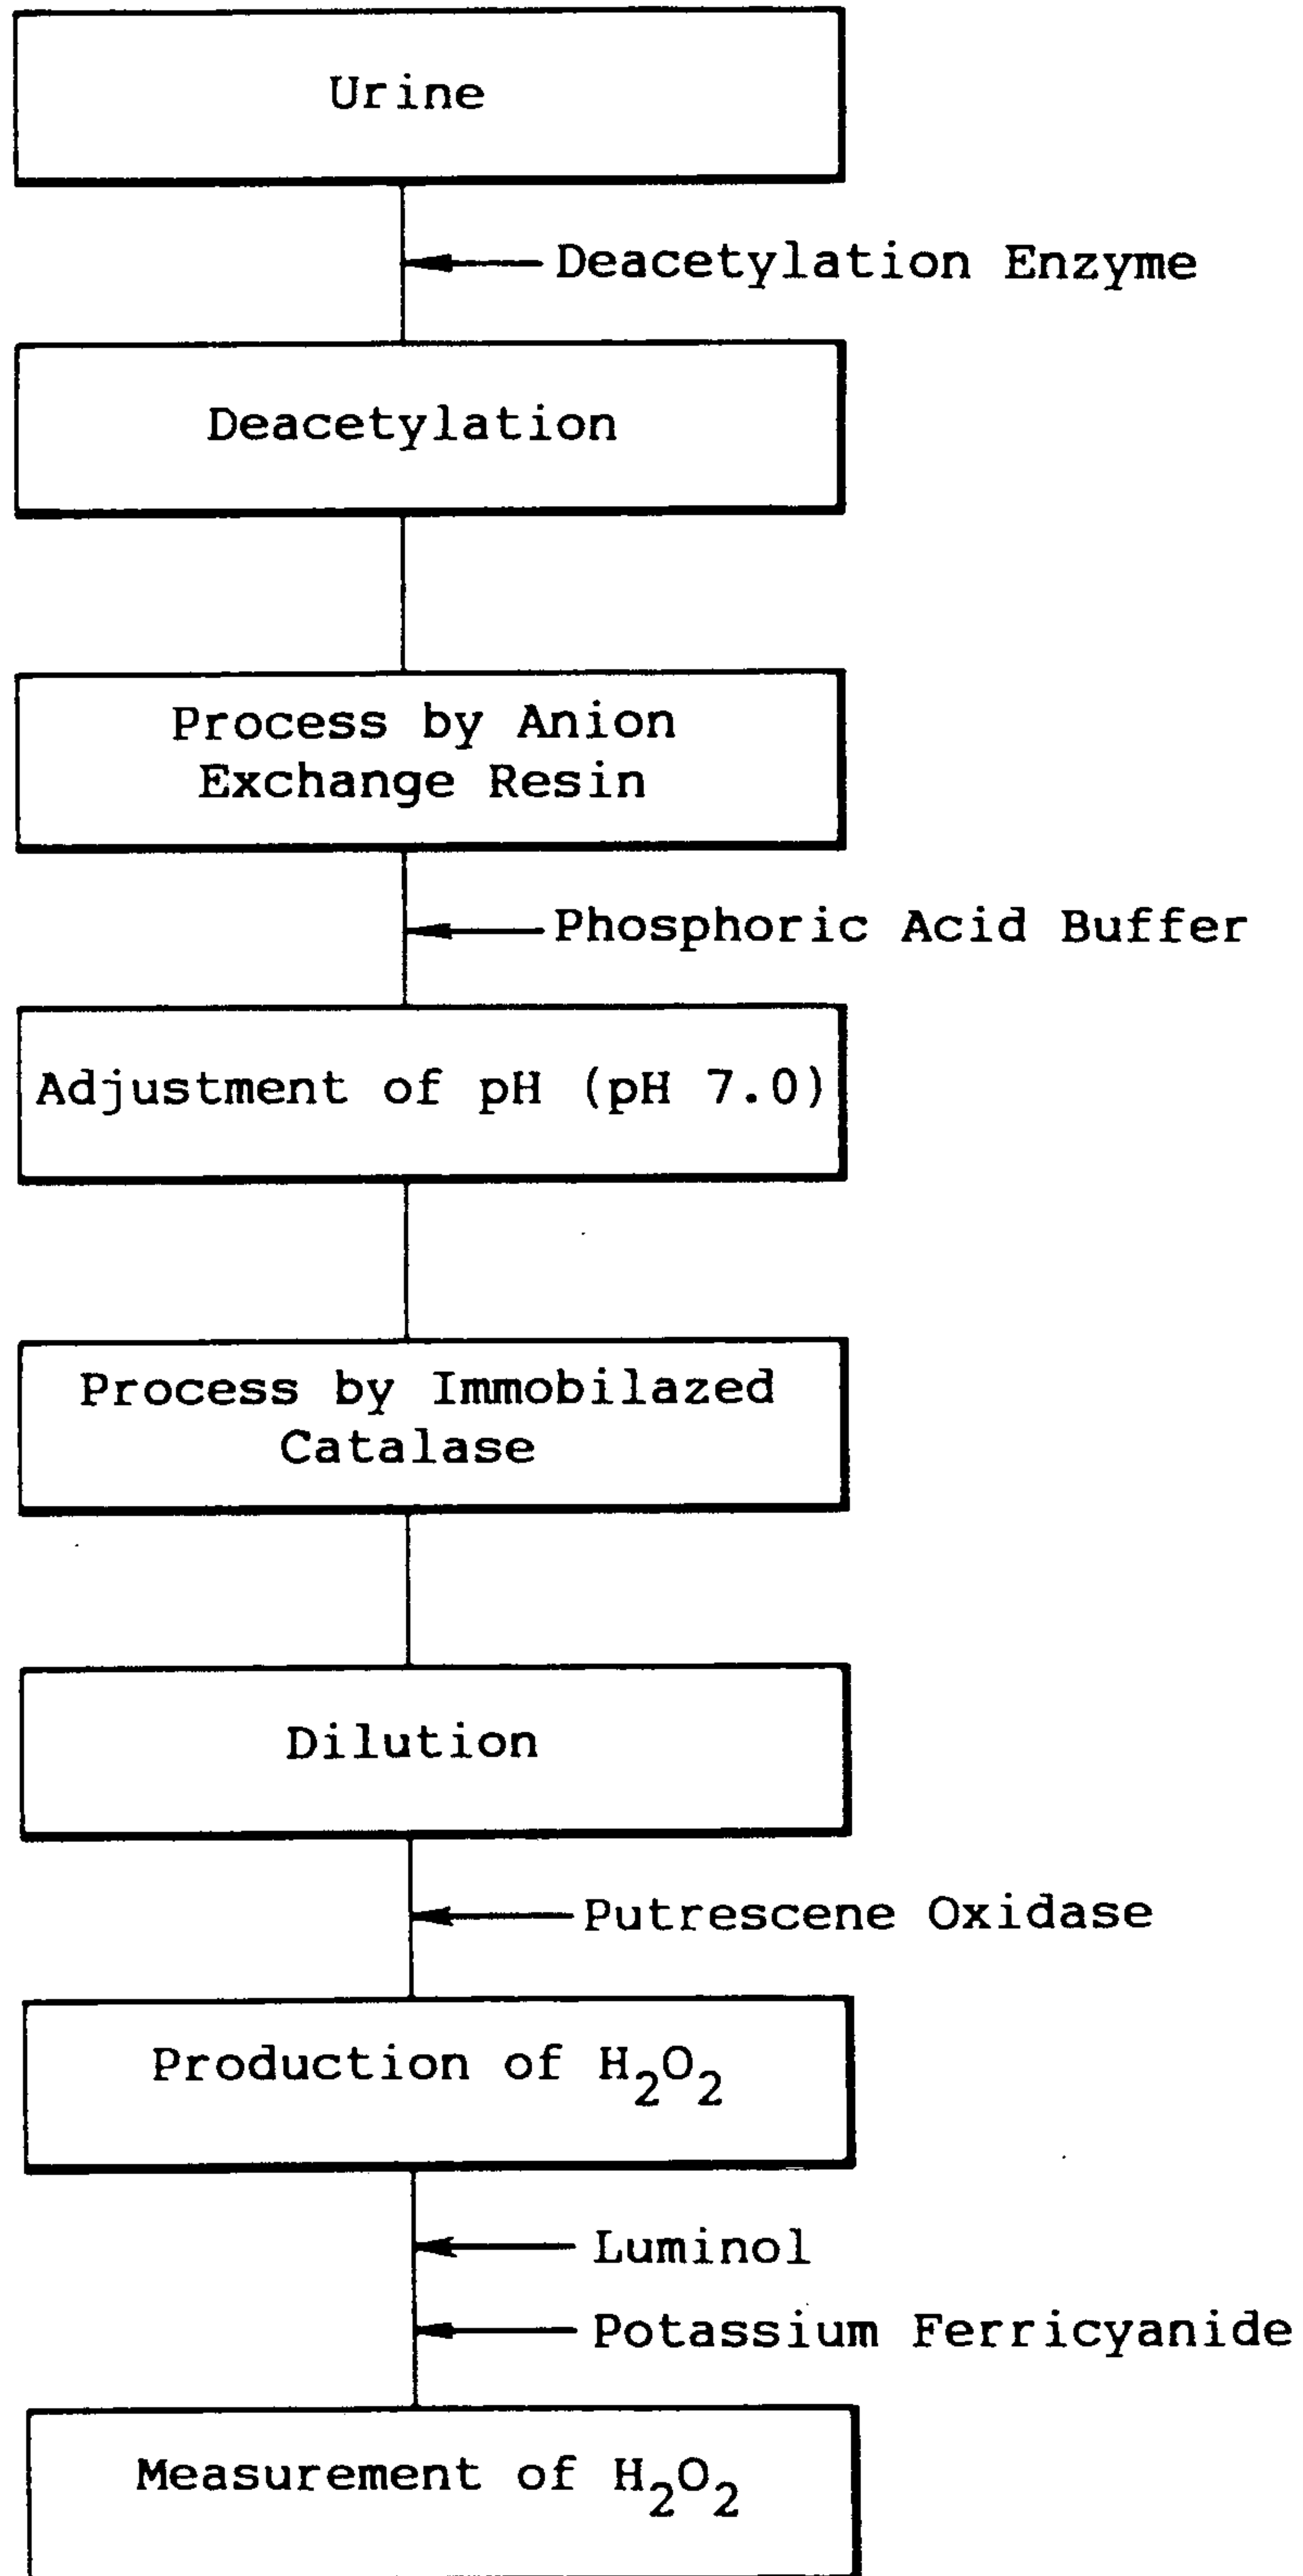 Urine
Deacetylation Enzyme
Deacetylation
Process by Anion
Exchange Resin
Phosphoric Acid Buffer
Adjustment of pH (pH 7.0)
Process by Immobilazed
Catalase
Dilution
Putrescene Oxidase
Production of H₂O₂
Luminol
Potassium Ferricyanide
Measurement of H₂O₂